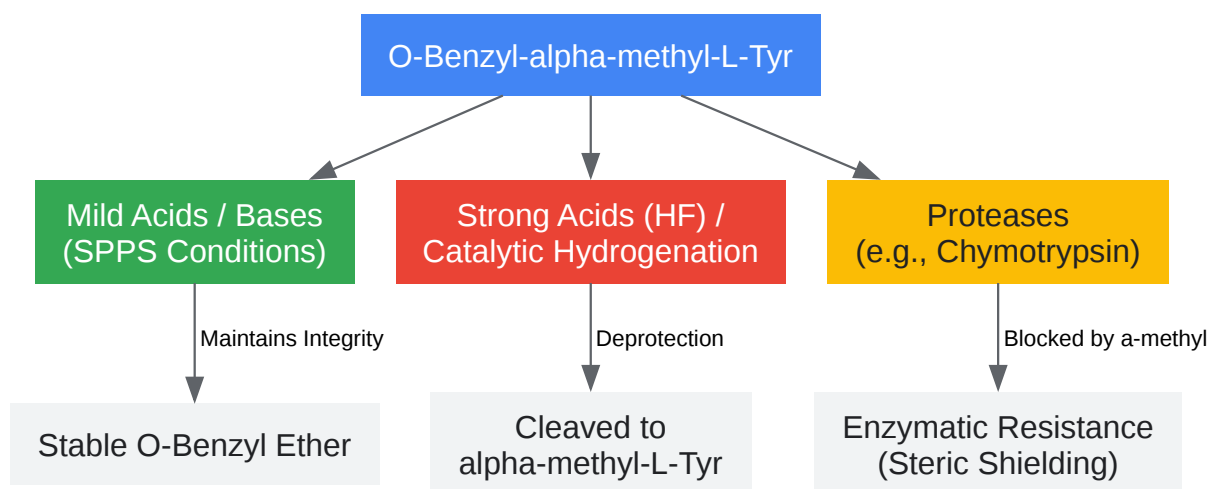 O-Benzyl-alpha-methyl-L-Tyr
Mild Acids / Bases
(SPPS Conditions)
Strong Acids (HF) /
Catalytic Hydrogenation
Proteases
(e.g., Chymotrypsin)
Maintains Integrity
Deprotection
Blocked by a-methyl
Stable O-Benzyl Ether
Cleaved to
alpha-methyl-L-Tyr
Enzymatic Resistance
(Steric Shielding)